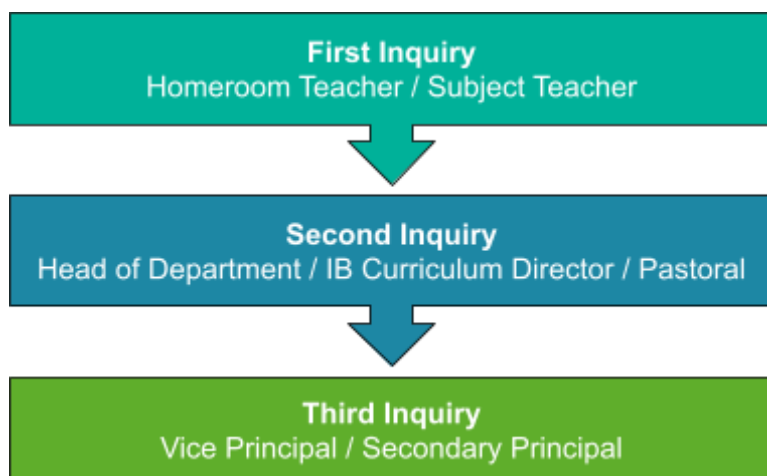 First Inquiry
Homeroom Teacher / Subject Teacher
Second Inquiry
Head of Department / IB Curriculum Director / Pastoral
Third Inquiry
Vice Principal / Secondary Principal